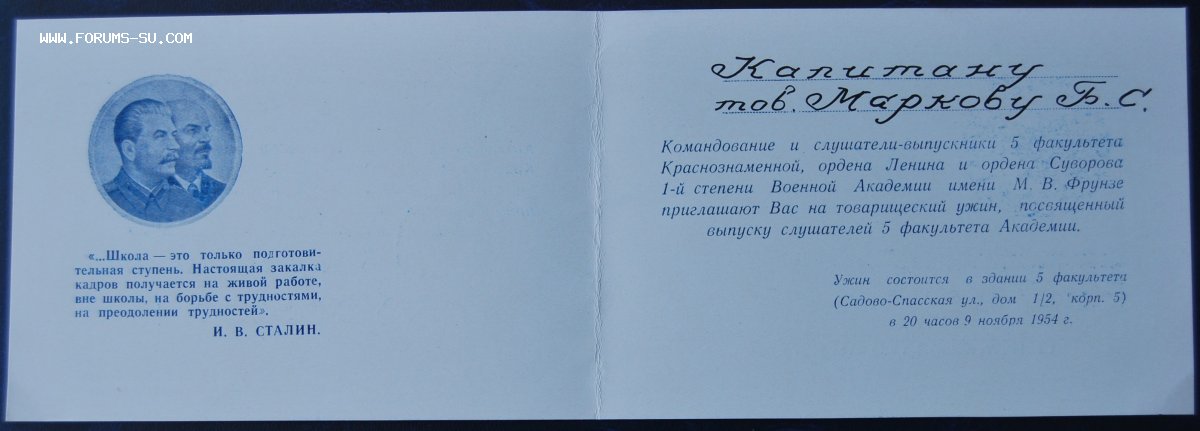 WWW.FORUMS-SU.COM
«...Школа — это только подготови-
тельная ступень. Настоящая закалка
кадров получается на живой работе,
вне школы, на борьбе с трудностями,
на преодолении трудностей».
И. В. СТАЛИН.
Капитану
тов. Маркову Б. С.
Командование и слушатели-выпускники 5 факультета
Краснознаменной, ордена Ленина и ордена Суворова
1-й степени Военной Академии имени М. В. Фрунзе
приглашают Вас на товарищеский ужин, посвященный
выпуску слушателей 5 факультета Академии.
Ужин состоится в здании 5 факультета
(Садово-Спасская ул., дом 1/2, корп. 5)
в 20 часов 9 ноября 1954 г.